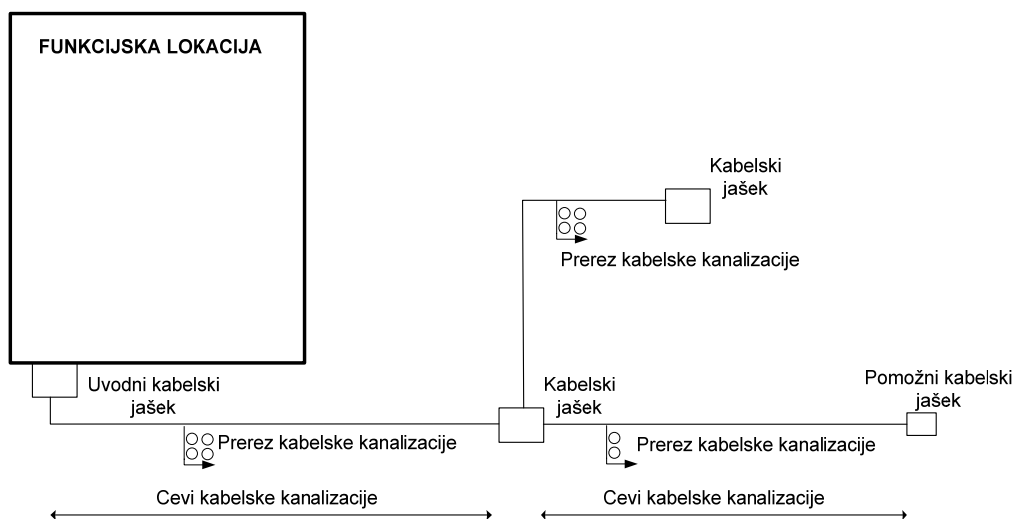 FUNKCIJSKA LOKACIJA
Kabelski
jašek
Prerez kabelske kanalizacije
Uvodni kabelski
jašek
Kabelski
jašek
Pomožni kabelski
jašek
Prerez kabelske kanalizacije
Prerez kabelske kanalizacije
Cevi kabelske kanalizacije
Cevi kabelske kanalizacije